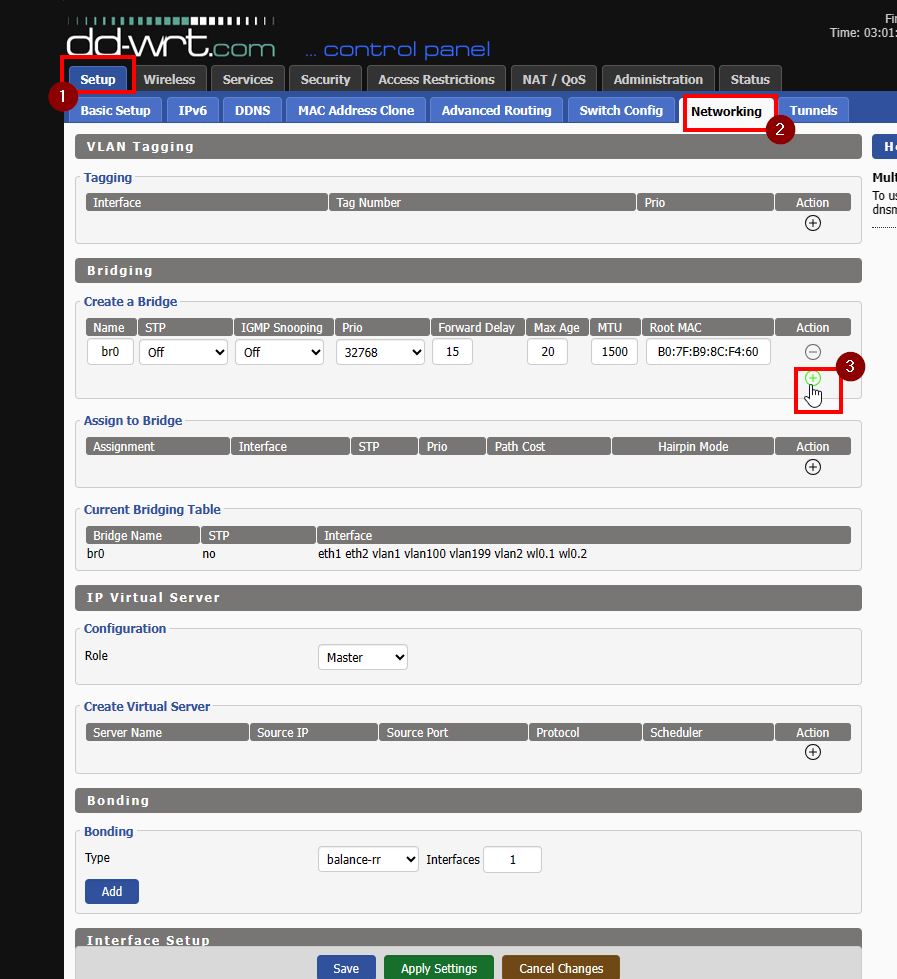 Fi
Time: 03:01:
dd-wrt.com ... control panel
Setup Wireless Services Security Access Restrictions NAT / QoS Administration Status
1
Basic Setup IPv6 DDNS MAC Address Clone Advanced Routing Switch Config Networking Tunnels
2
VLAN Tagging
He
Tagging
Mult
Interface Tag Number Prio Action
To us
dnsm
Bridging
Create a Bridge
Name STP IGMP Snooping Prio Forward Delay Max Age MTU Root MAC Action
br0 Off Off 32768 15 20 1500 B0:7F:B9:8C:F4:60
3
Assign to Bridge
Assignment Interface STP Prio Path Cost Hairpin Mode Action
Current Bridging Table
Bridge Name STP Interface
br0 no eth1 eth2 vlan1 vlan100 vlan199 vlan2 wl0.1 wl0.2
IP Virtual Server
Configuration
Role Master
Create Virtual Server
Server Name Source IP Source Port Protocol Scheduler Action
Bonding
Bonding
Type balance-rr Interfaces 1
Add
Interface Setup
Save Apply Settings Cancel Changes